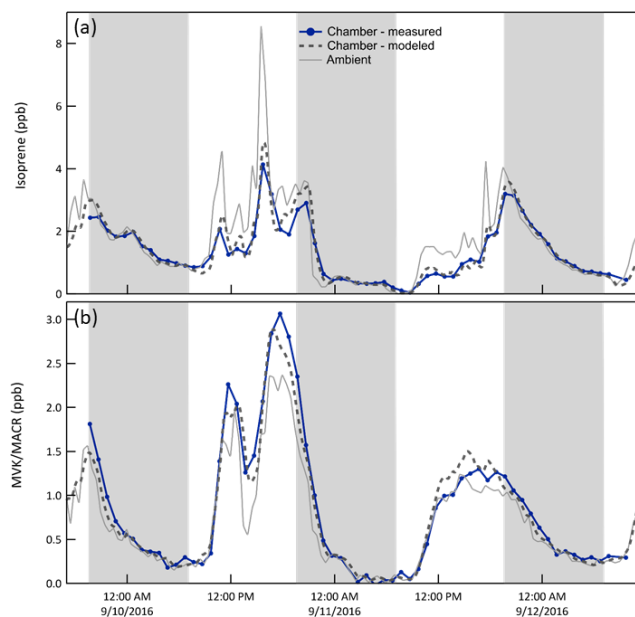 (a)
Chamber - measured
Chamber - modeled
Ambient
8
6
4
2
0
Isoprene (ppb)
(b)
3.0
2.5
2.0
1.5
1.0
0.5
0.0
MVK/MACR (ppb)
12:00 AM 12:00 PM 12:00 AM 12:00 PM 12:00 AM
9/10/2016 9/11/2016 9/12/2016